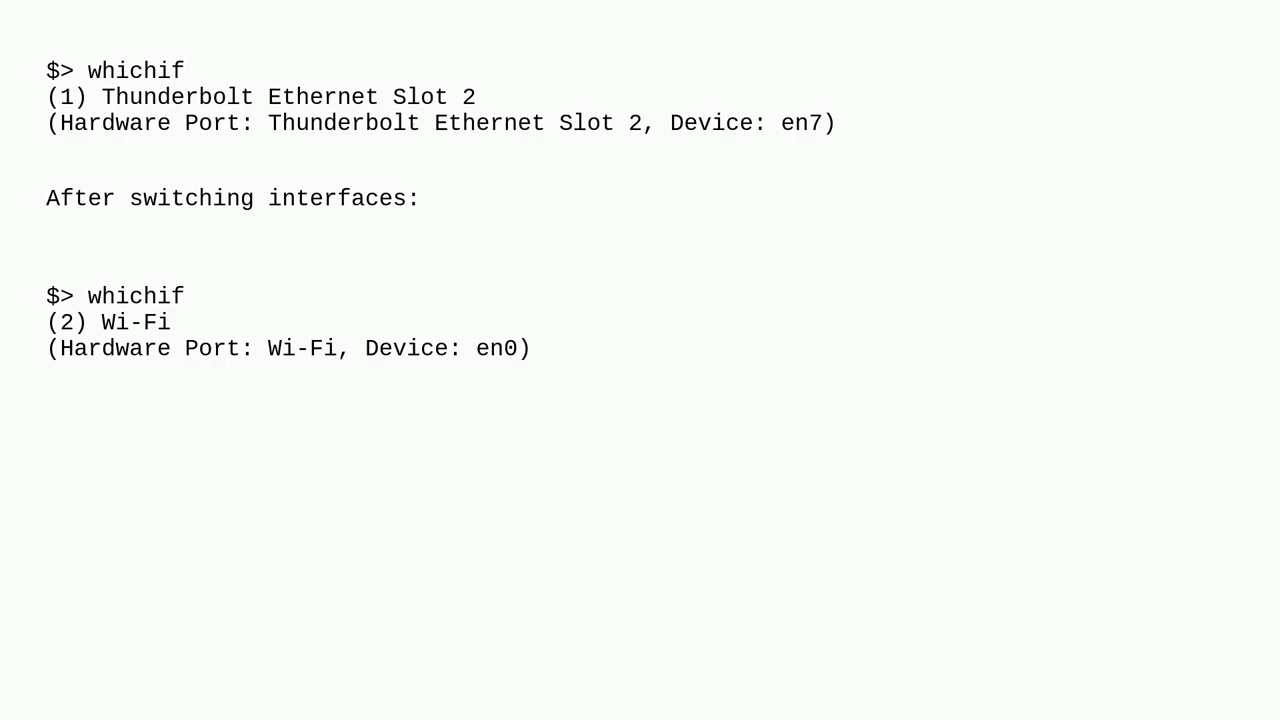 $> whichif
(1) Thunderbolt Ethernet Slot 2
(Hardware Port: Thunderbolt Ethernet Slot 2, Device: en7)
After switching interfaces:
$> whichif
(2) Wi-Fi
(Hardware Port: Wi-Fi, Device: en0)